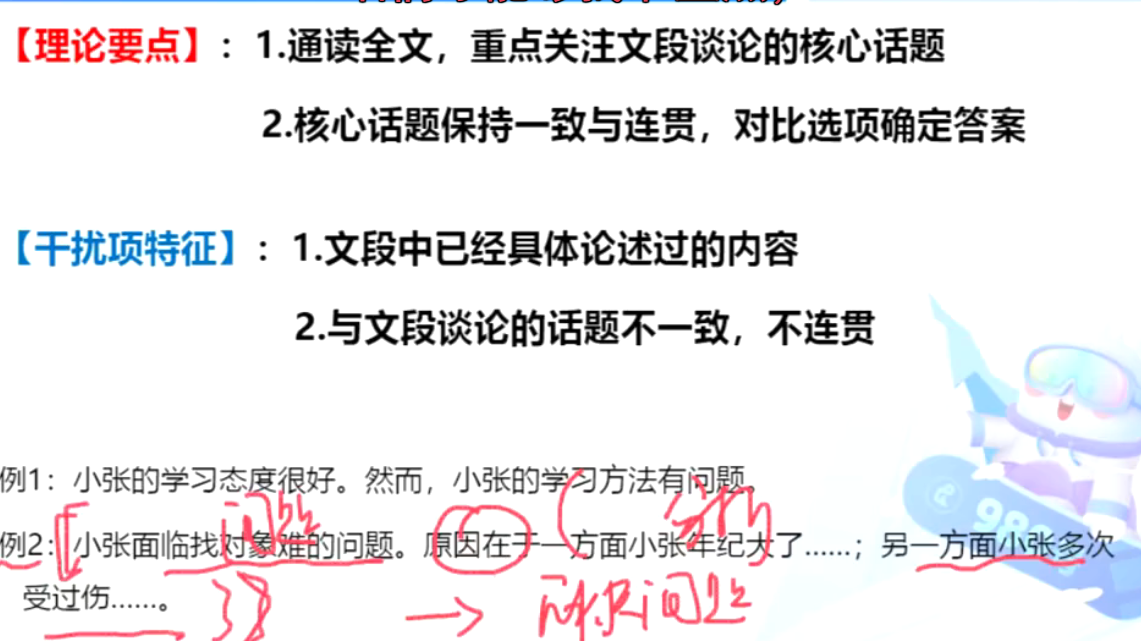 【理论要点】：1.通读全文，重点关注文段谈论的核心话题
2.核心话题保持一致与连贯，对比选项确定答案
【干扰项特征】：1.文段中已经具体论述过的内容
2.与文段谈论的话题不一致，不连贯
例1：小张的学习态度很好。然而，小张的学习方法有问题。
问题
分析
例2：小张面临找对象难的问题。原因在于一方面小张年纪大了……；另一方面小张多次
受过伤……。
→ 解决问题